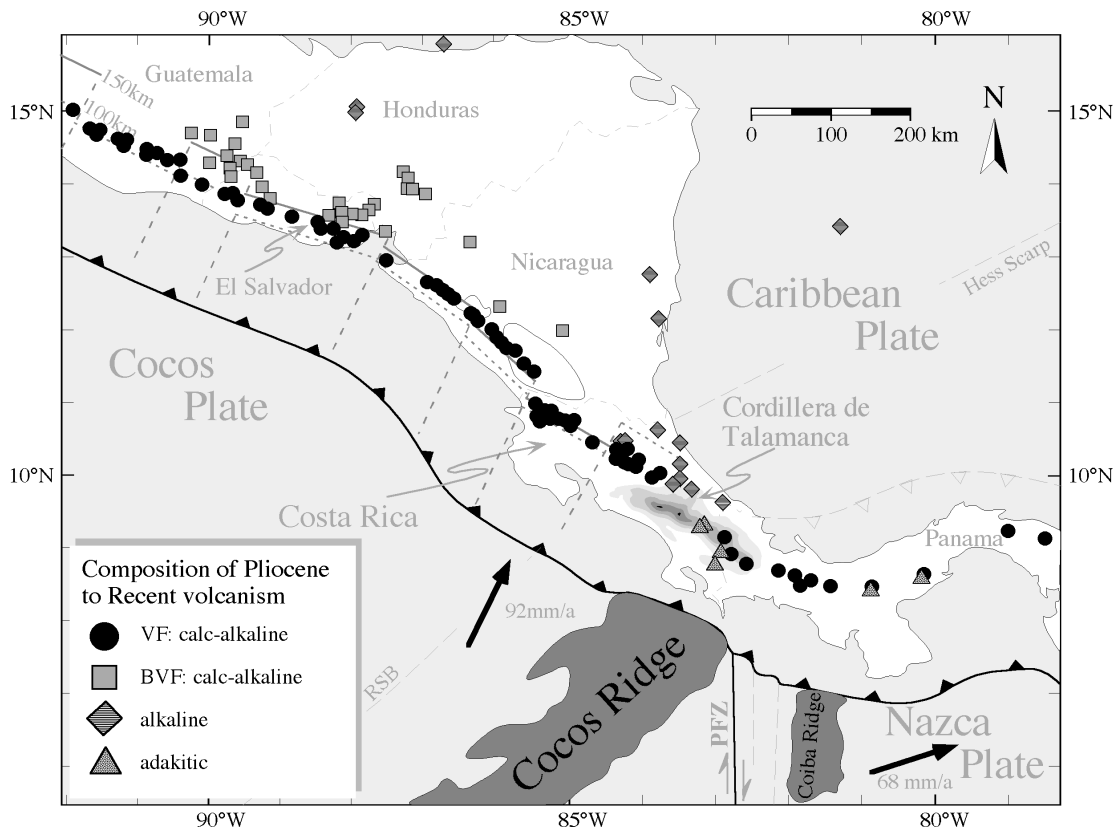 90°W
85°W
80°W
Guatemala
150km
100km
Honduras
15°N
15°N
0
100
200 km
N
El Salvador
Nicaragua
Hess Scarp
Caribbean
Plate
Cocos
Plate
Cordillera de
Talamanca
10°N
10°N
Costa Rica
Panama
Composition of Pliocene
to Recent volcanism
VF: calc-alkaline
BVF: calc-alkaline
alkaline
adakitic
92mm/a
RSB
Cocos Ridge
PFZ
Coiba Ridge
Nazca
Plate
68 mm/a
90°W
85°W
80°W